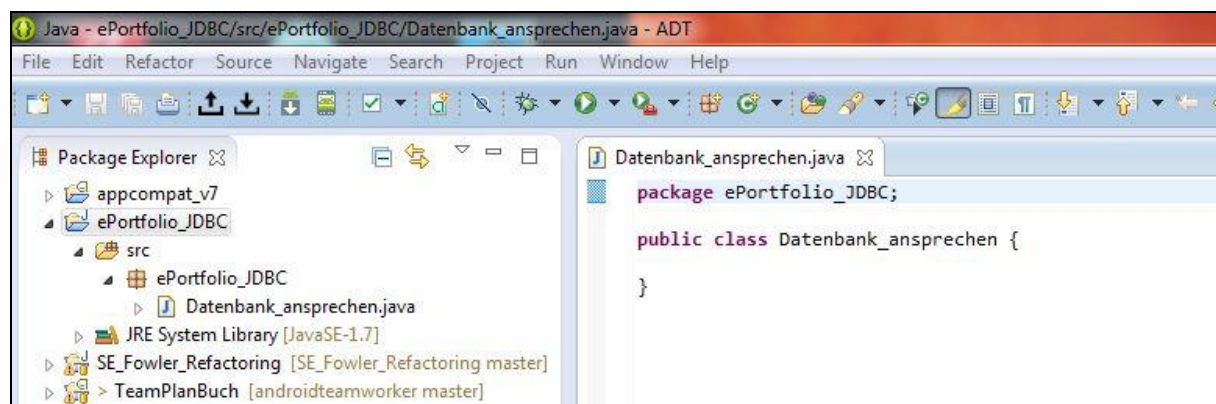 Java - ePortfolio_JDBC/src/ePortfolio_JDBC/Datenbank_ansprechen.java - ADT
File Edit Refactor Source Navigate Search Project Run Window Help
Package Explorer
appcompat_v7
ePortfolio_JDBC
src
ePortfolio_JDBC
Datenbank_ansprechen.java
JRE System Library [JavaSE-1.7]
SE_Fowler_Refactoring [SE_Fowler_Refactoring master]
> TeamPlanBuch [androidteamworker master]
Datenbank_ansprechen.java
package ePortfolio_JDBC;
public class Datenbank_ansprechen {
}